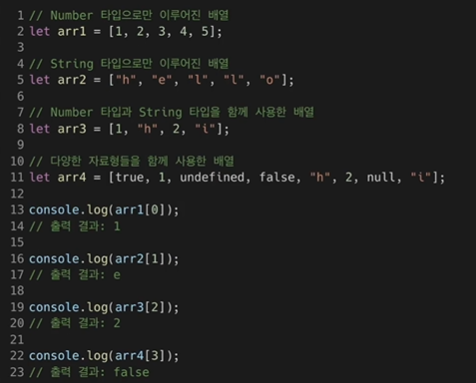 1 // Number 타입으로만 이루어진 배열
2 let arr1 = [1, 2, 3, 4, 5];
3
4 // String 타입으로만 이루어진 배열
5 let arr2 = ["h", "e", "l", "l", "o"];
6
7 // Number 타입과 String 타입을 함께 사용한 배열
8 let arr3 = [1, "h", 2, "i"];
9
10 // 다양한 자료형들을 함께 사용한 배열
11 let arr4 = [true, 1, undefined, false, "h", 2, null, "i"];
12
13 console.log(arr1[0]);
14 // 출력 결과: 1
15
16 console.log(arr2[1]);
17 // 출력 결과: e
18
19 console.log(arr3[2]);
20 // 출력 결과: 2
21
22 console.log(arr4[3]);
23 // 출력 결과: false